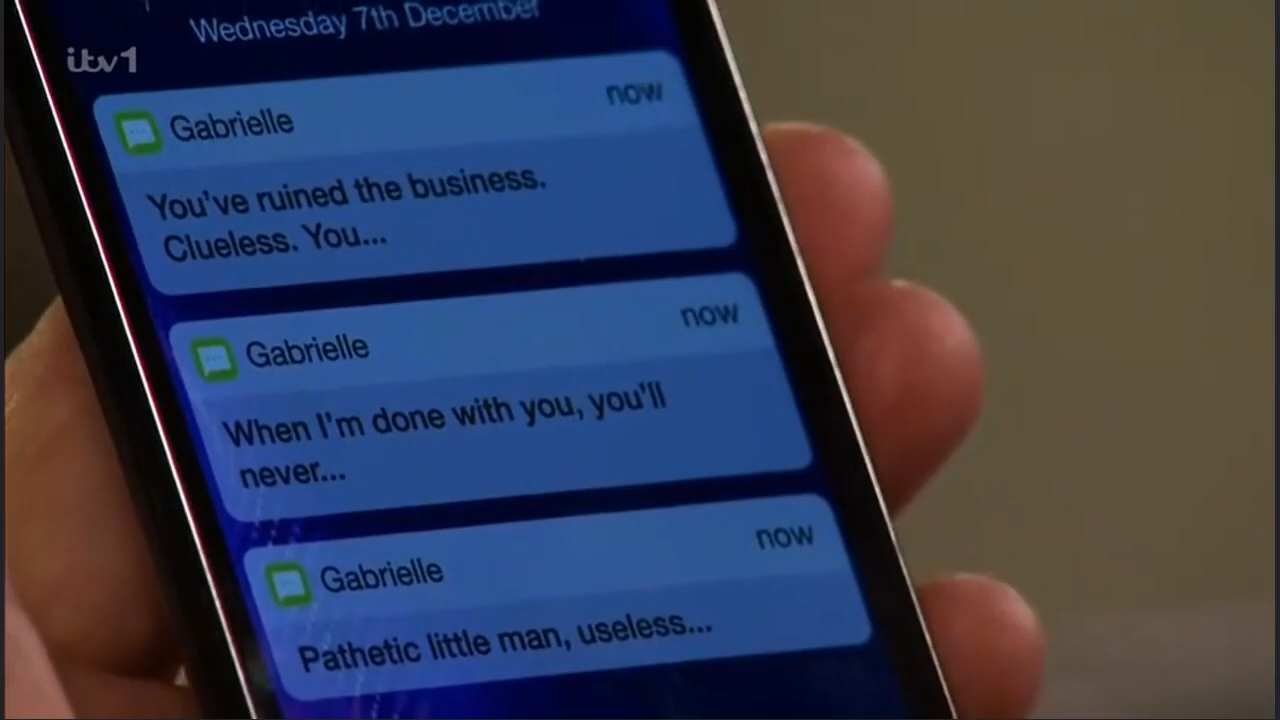 Wednesday 7th December
itv1
Gabrielle now
You've ruined the business.
Clueless. You...
Gabrielle now
When I'm done with you, you'll
never...
Gabrielle now
Pathetic little man, useless...